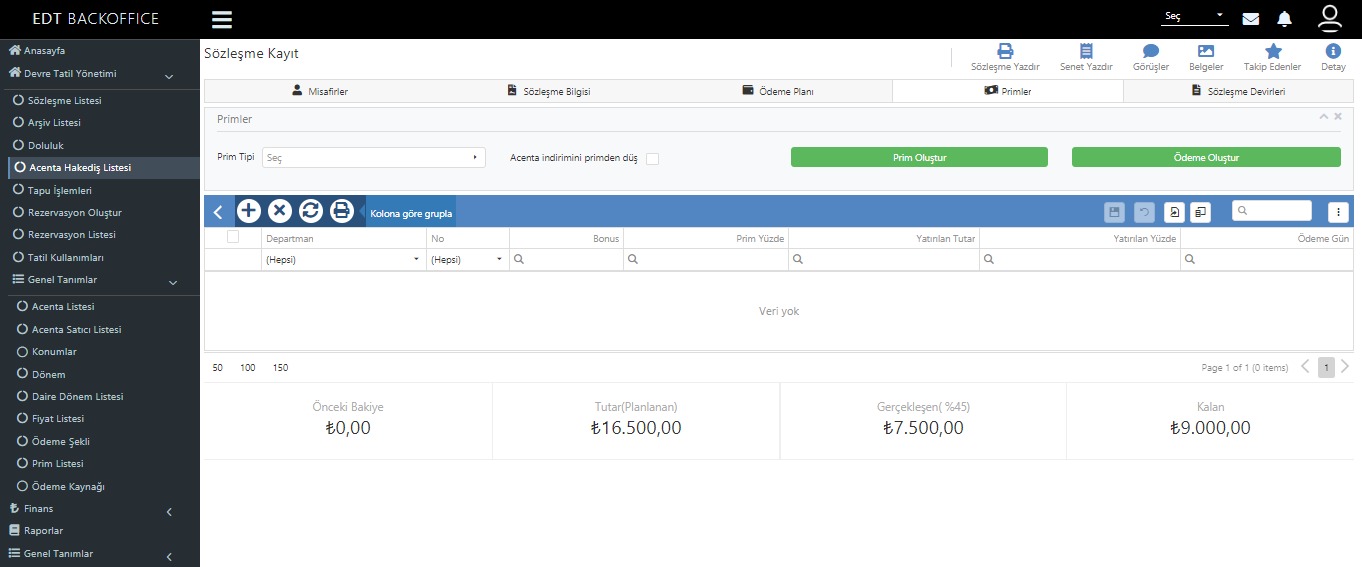 EDT BACKOFFICE
Seç
Anasayfa
Devre Tatil Yönetimi
Sözleşme Listesi
Arşiv Listesi
Doluluk
Acenta Hakediş Listesi
Tapu İşlemleri
Rezervasyon Oluştur
Rezervasyon Listesi
Tatil Kullanımları
Genel Tanımlar
Acenta Listesi
Acenta Satıcı Listesi
Konumlar
Dönem
Daire Dönem Listesi
Fiyat Listesi
Ödeme Şekli
Prim Listesi
Ödeme Kaynağı
Finans
Raporlar
Genel Tanımlar
Sözleşme Kayıt
Sözleşme Yazdır Senet Yazdır Görüşler Belgeler Takip Edenler Detay
Misafirler Sözleşme Bilgisi Ödeme Planı Primler Sözleşme Devirleri
Primler
Prim Tipi Seç Acenta indirimini primden düş Prim Oluştur Ödeme Oluştur
Kolona göre grupla
Departman No Bonus Prim Yüzde Yatırılan Tutar Yatırılan Yüzde Ödeme Gün
(Hepsi) (Hepsi)
Veri yok
50 100 150 Page 1 of 1 (0 items) 1
Önceki Bakiye Tutar(Planlanan) Gerçekleşen( %45) Kalan
₺0,00 ₺16.500,00 ₺7.500,00 ₺9.000,00